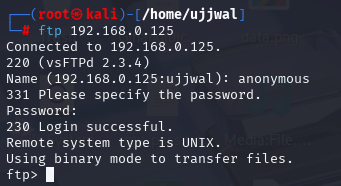 ┌──(root㉿kali)-[/home/ujjwal]
└─# ftp 192.168.0.125
Connected to 192.168.0.125.
220 (vsFTPd 2.3.4)
Name (192.168.0.125:ujjwal): anonymous
331 Please specify the password.
Password:
230 Login successful.
Remote system type is UNIX.
Using binary mode to transfer files.
ftp>